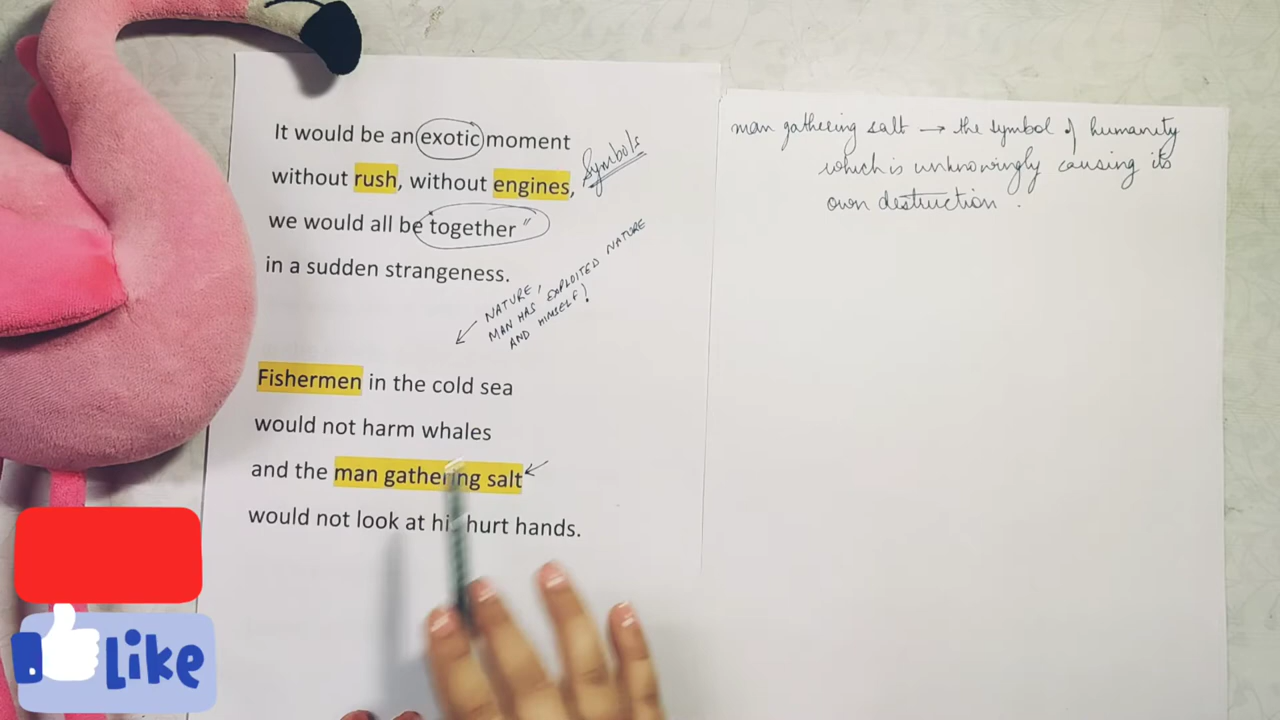 It would be an exotic moment
without rush, without engines,
we would all be together "
in a sudden strangeness.
Symbols
NATURE,
MAN HAS EXPLOITED NATURE
AND HIMSELF!
Fishermen in the cold sea
would not harm whales
and the man gathering salt
would not look at his hurt hands.
man gathering salt → the symbol of humanity
which is unknowingly causing its
own destruction.
LIKE